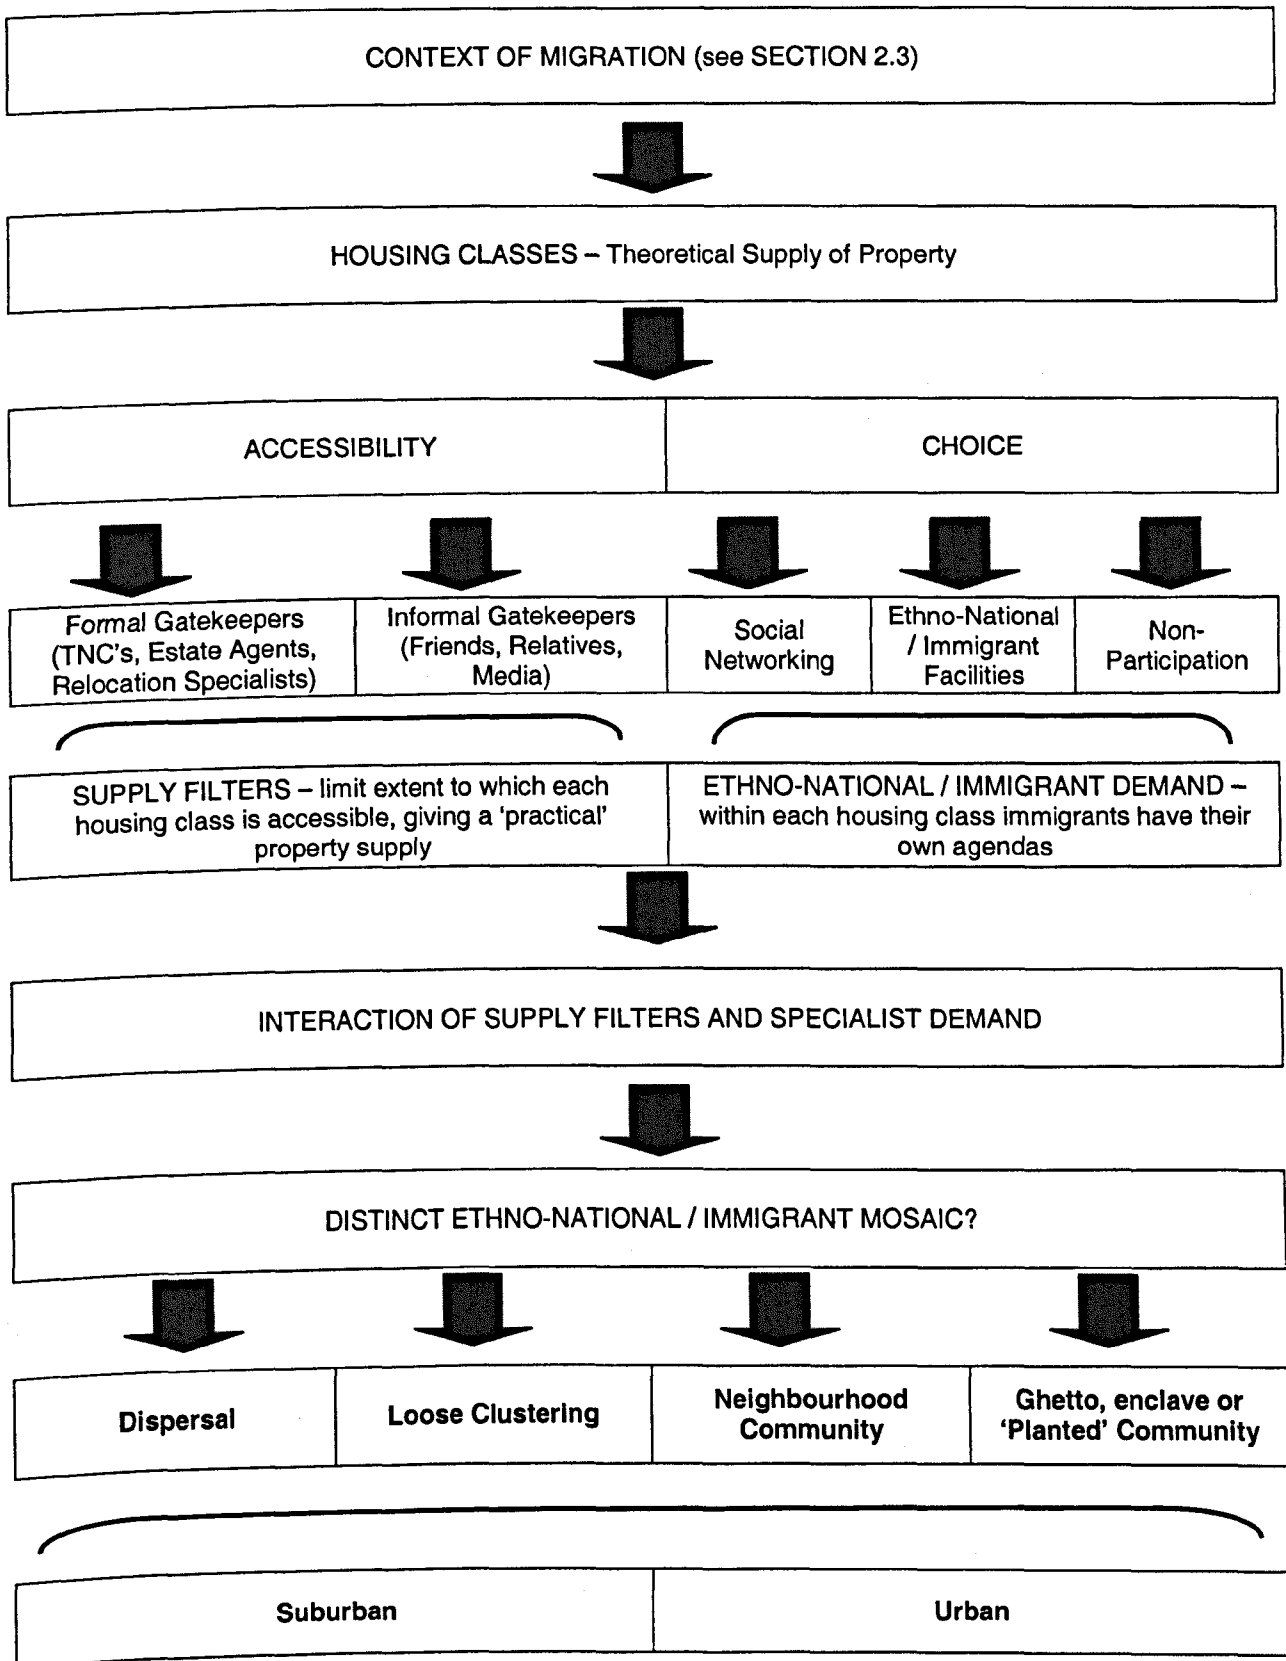 CONTEXT OF MIGRATION (see SECTION 2.3)
HOUSING CLASSES – Theoretical Supply of Property
ACCESSIBILITY
CHOICE
Formal Gatekeepers
(TNC's, Estate Agents,
Relocation Specialists)
Informal Gatekeepers
(Friends, Relatives,
Media)
Social
Networking
Ethno-National
/ Immigrant
Facilities
Non-
Participation
SUPPLY FILTERS – limit extent to which each
housing class is accessible, giving a 'practical'
property supply
ETHNO-NATIONAL / IMMIGRANT DEMAND –
within each housing class immigrants have their
own agendas
INTERACTION OF SUPPLY FILTERS AND SPECIALIST DEMAND
DISTINCT ETHNO-NATIONAL / IMMIGRANT MOSAIC?
Dispersal
Loose Clustering
Neighbourhood
Community
Ghetto, enclave or
'Planted' Community
Suburban
Urban